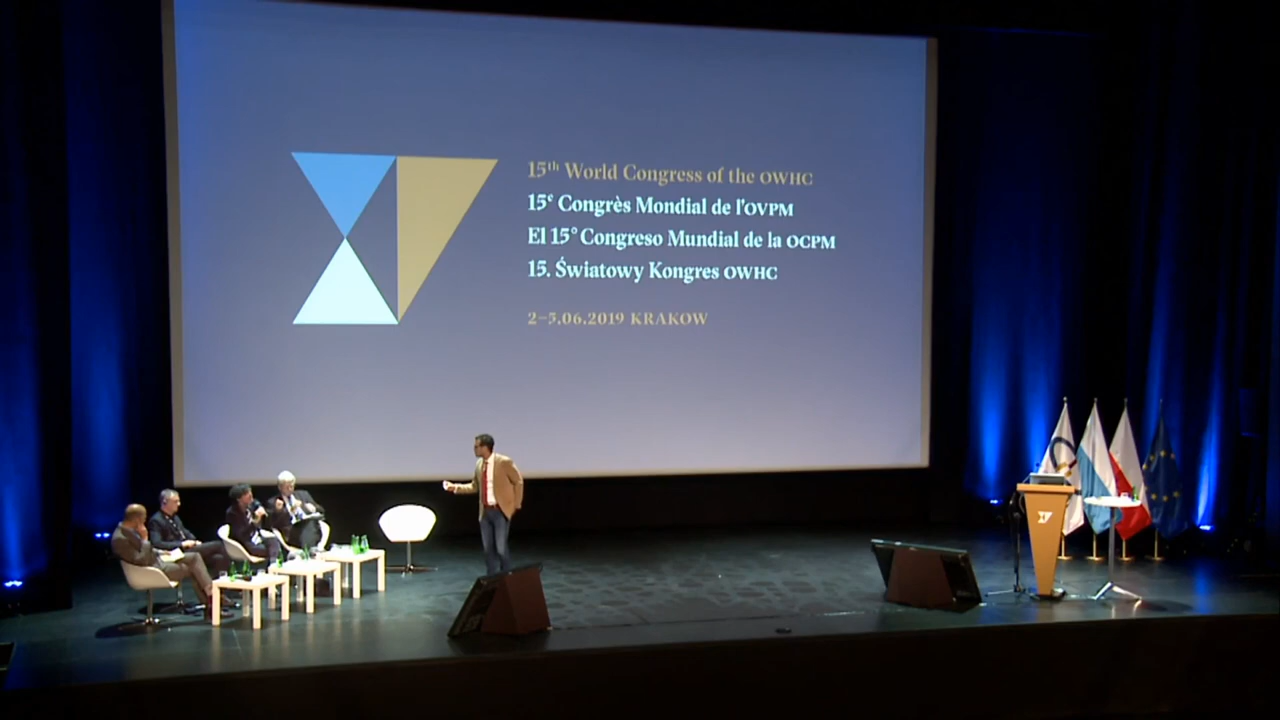 15th World Congress of the OWHC
15e Congrès Mondial de l'OVPM
El 15° Congreso Mundial de la OCPM
15. Światowy Kongres OWHC
2–5.06.2019 KRAKOW